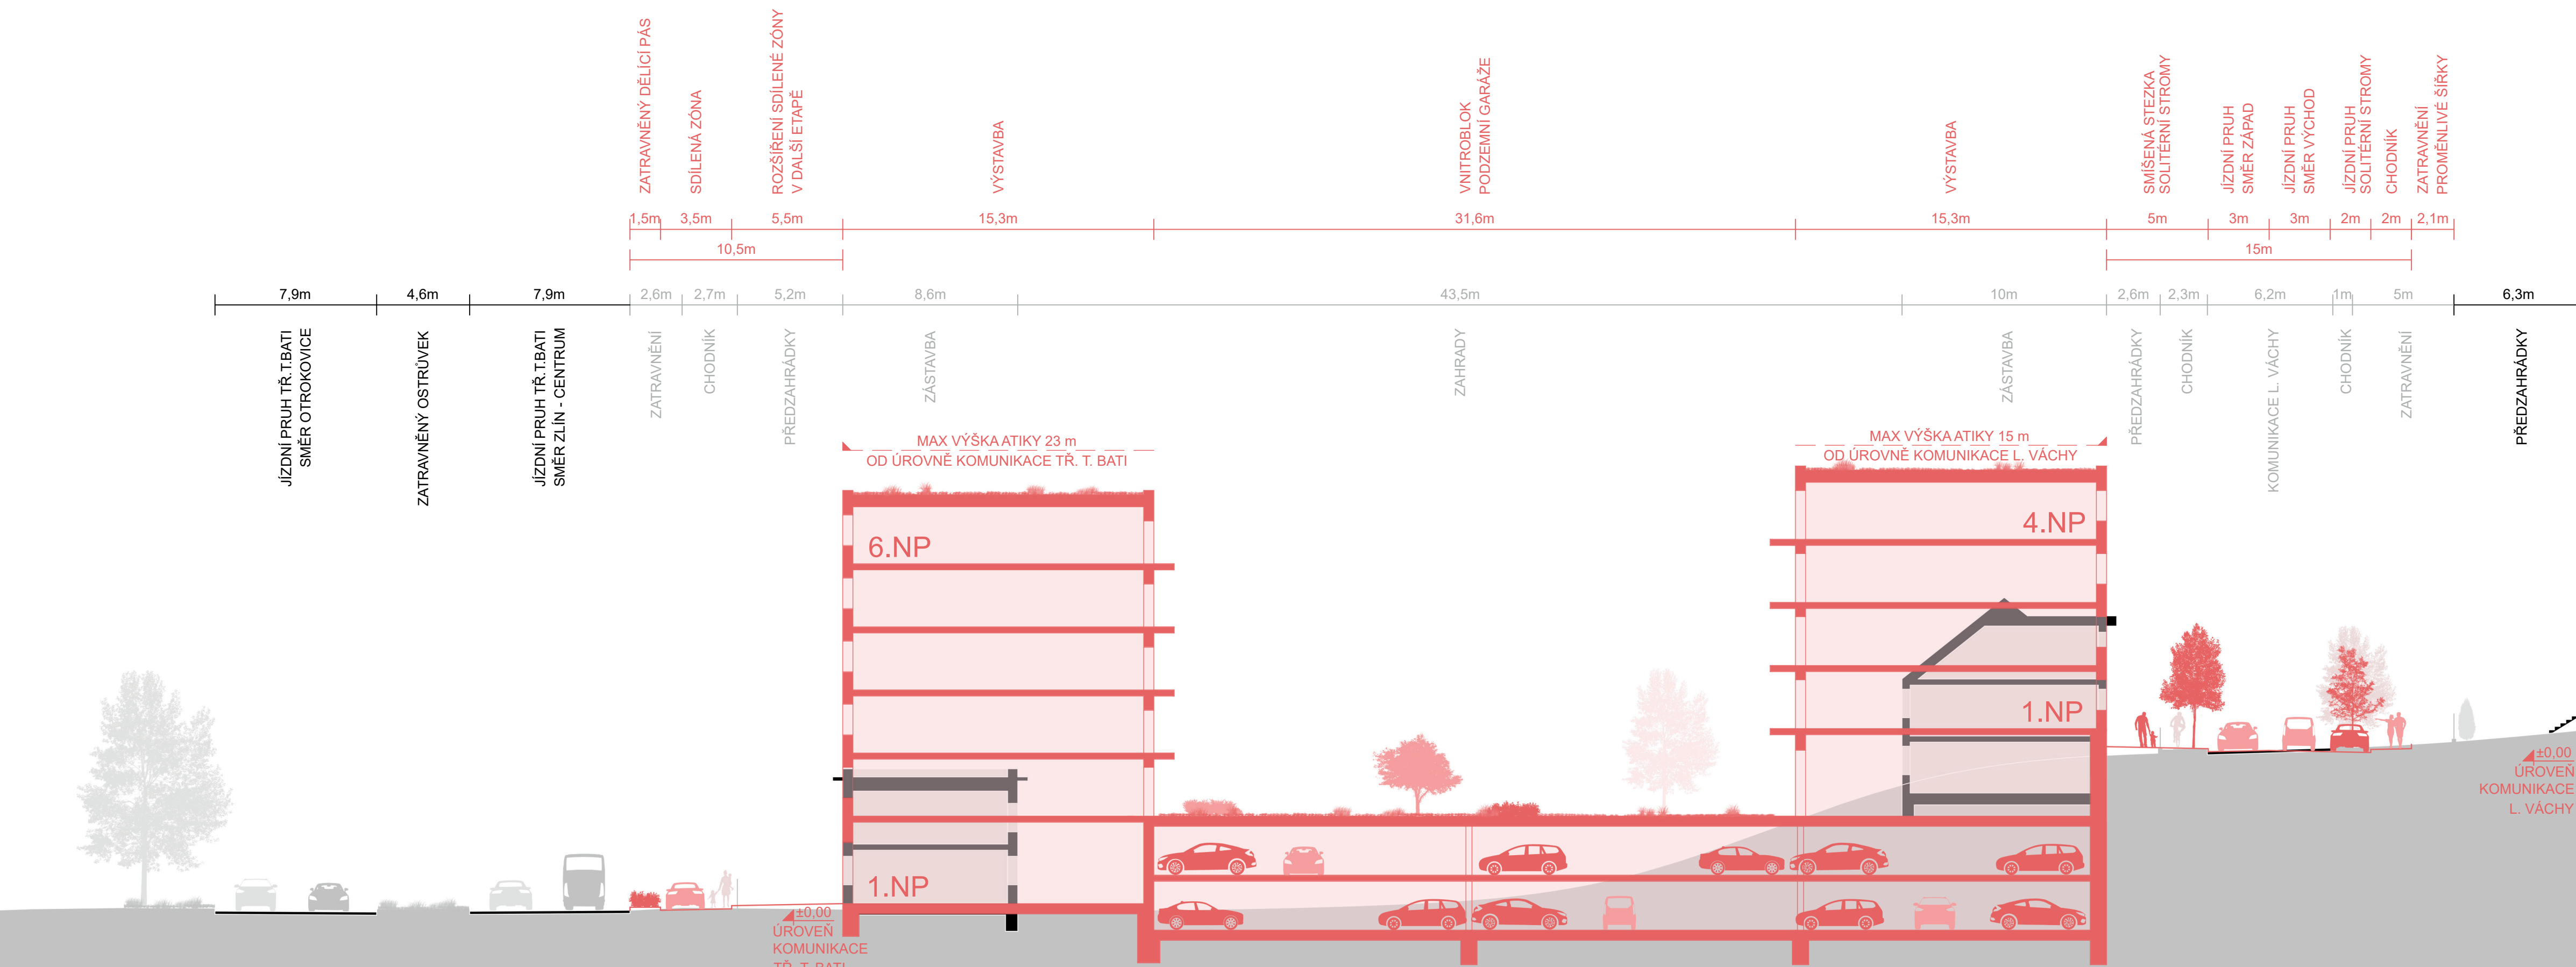 ZATRAVNĚNÝ DĚLÍCÍ PÁS
SDÍLENÁ ZÓNA
ROZŠÍŘENÍ SDÍLENÉ ZÓNY
V DALŠÍ ETAPĚ
VÝSTAVBA
VNITROBLOK
PODZEMNÍ GARÁŽE
VÝSTAVBA
SMÍŠENÁ STEZKA
SOLITÉRNÍ STROMY
JÍZDNÍ PRUH
SMĚR ZÁPAD
JÍZDNÍ PRUH
SMĚR VÝCHOD
JÍZDNÍ PRUH
SOLITÉRNÍ STROMY
CHODNÍK
ZATRAVNĚNÍ
PROMĚNLIVÉ ŠÍŘKY
1,5m 3,5m 5,5m 15,3m 31,6m 15,3m 5m 3m 3m 2m 2m 2,1m
10,5m 15m
7,9m 4,6m 7,9m 2,6m 2,7m 5,2m 8,6m 43,5m 10m 2,6m 2,3m 6,2m 1m 5m 6,3m
JÍZDNÍ PRUH TŘ.T.BATI
SMĚR OTROKOVICE
ZATRAVNĚNÝ OSTRŮVEK
JÍZDNÍ PRUH TŘ.T.BATI
SMĚR ZLÍN - CENTRUM
ZATRAVNĚNÍ
CHODNÍK
PŘEDZAHRÁDKY
ZÁSTAVBA
ZAHRADY
ZÁSTAVBA
PŘEDZAHRÁDKY
CHODNÍK
KOMUNIKACE L. VÁCHY
CHODNÍK
ZATRAVNĚNÍ
PŘEDZAHRÁDKY
MAX VÝŠKA ATIKY 23 m
OD ÚROVNĚ KOMUNIKACE TŘ. T. BATI
MAX VÝŠKA ATIKY 15 m
OD ÚROVNĚ KOMUNIKACE L. VÁCHY
6.NP
4.NP
1.NP
1.NP
±0,00
ÚROVEŇ
KOMUNIKACE
L. VÁCHY
±0,00
ÚROVEŇ
KOMUNIKACE
TŘ. T. BATI